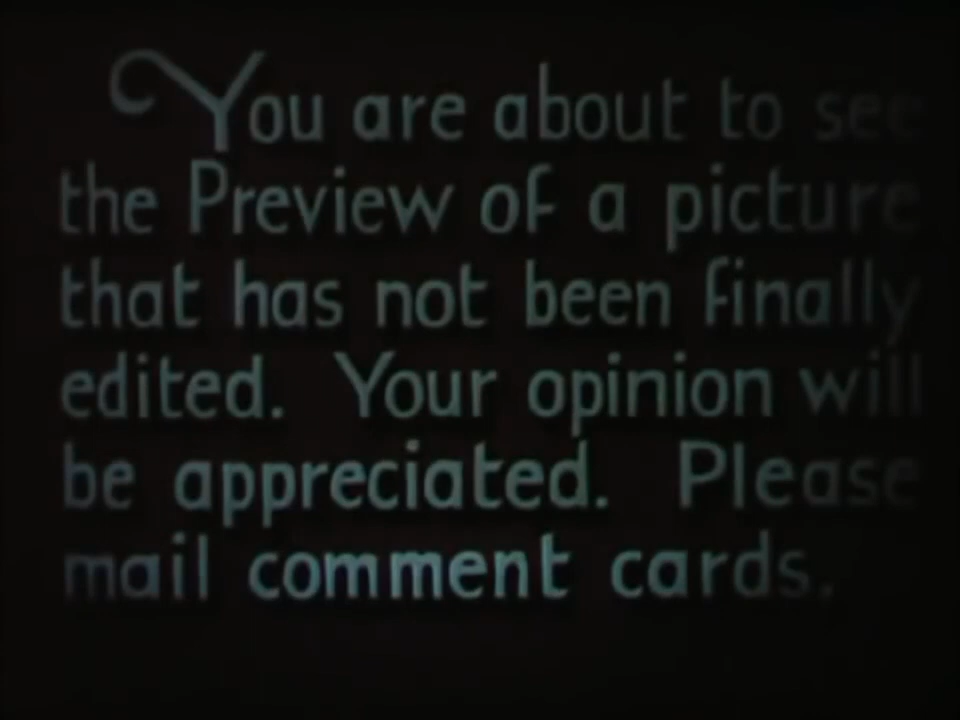 You are about to see
the Preview of a picture
that has not been finally
edited. Your opinion will
be appreciated. Please
mail comment cards.